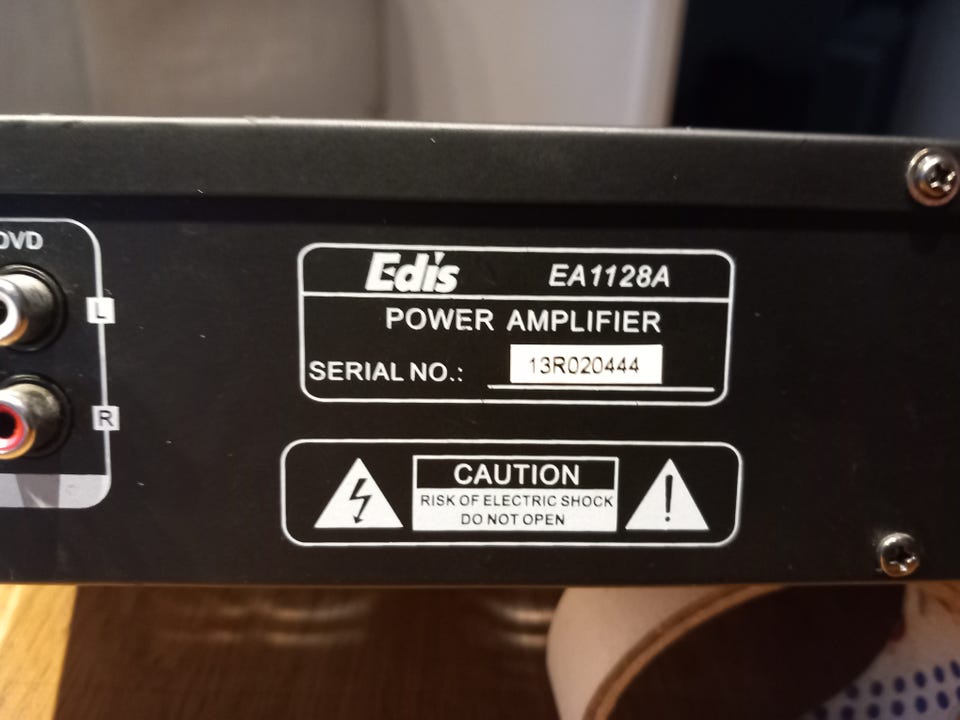 DVD
L
R
Edis EA1128A
POWER AMPLIFIER
SERIAL NO.: 13R020444
CAUTION
RISK OF ELECTRIC SHOCK
DO NOT OPEN